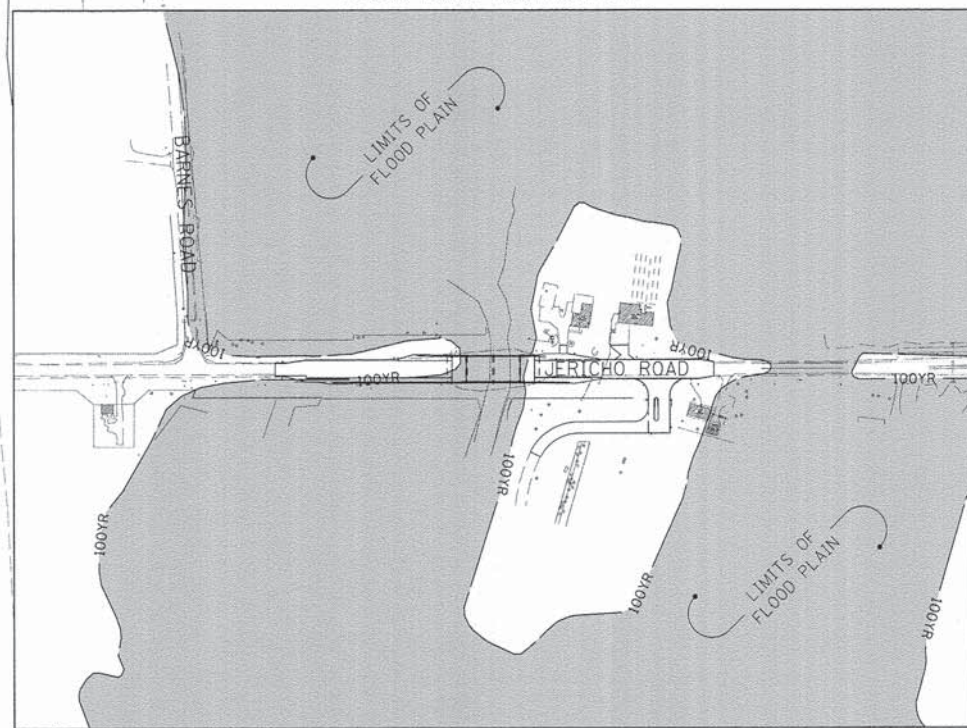 LIMITS OF
FLOOD PLAIN
BARNES ROAD
100YR
100YR
JERICHO ROAD
100YR
100YR
100YR
100YR
100YR
100YR
LIMITS OF
FLOOD PLAIN
100YR